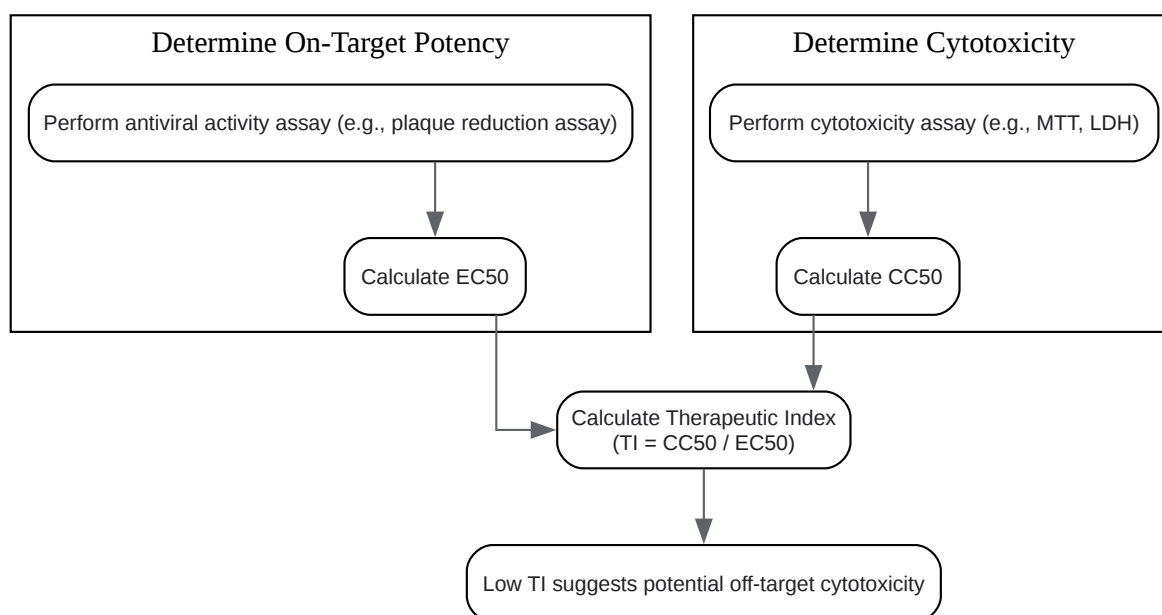 Determine On-Target Potency
Perform antiviral activity assay (e.g., plaque reduction assay)
Calculate EC50
Determine Cytotoxicity
Perform cytotoxicity assay (e.g., MTT, LDH)
Calculate CC50
Calculate Therapeutic Index
(TI = CC50 / EC50)
Low TI suggests potential off-target cytotoxicity